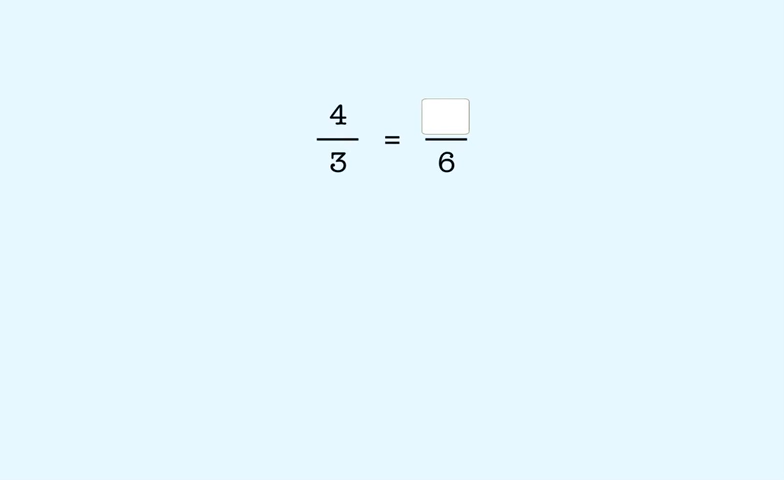 4/3 = /6